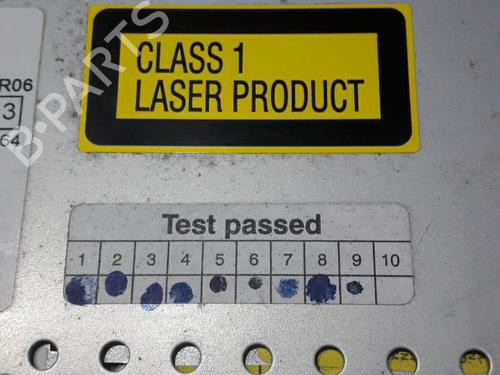 CLASS 1
LASER PRODUCT
R06
3
64
Test passed
1 2 3 4 5 6 7 8 9 10
B-PARTS